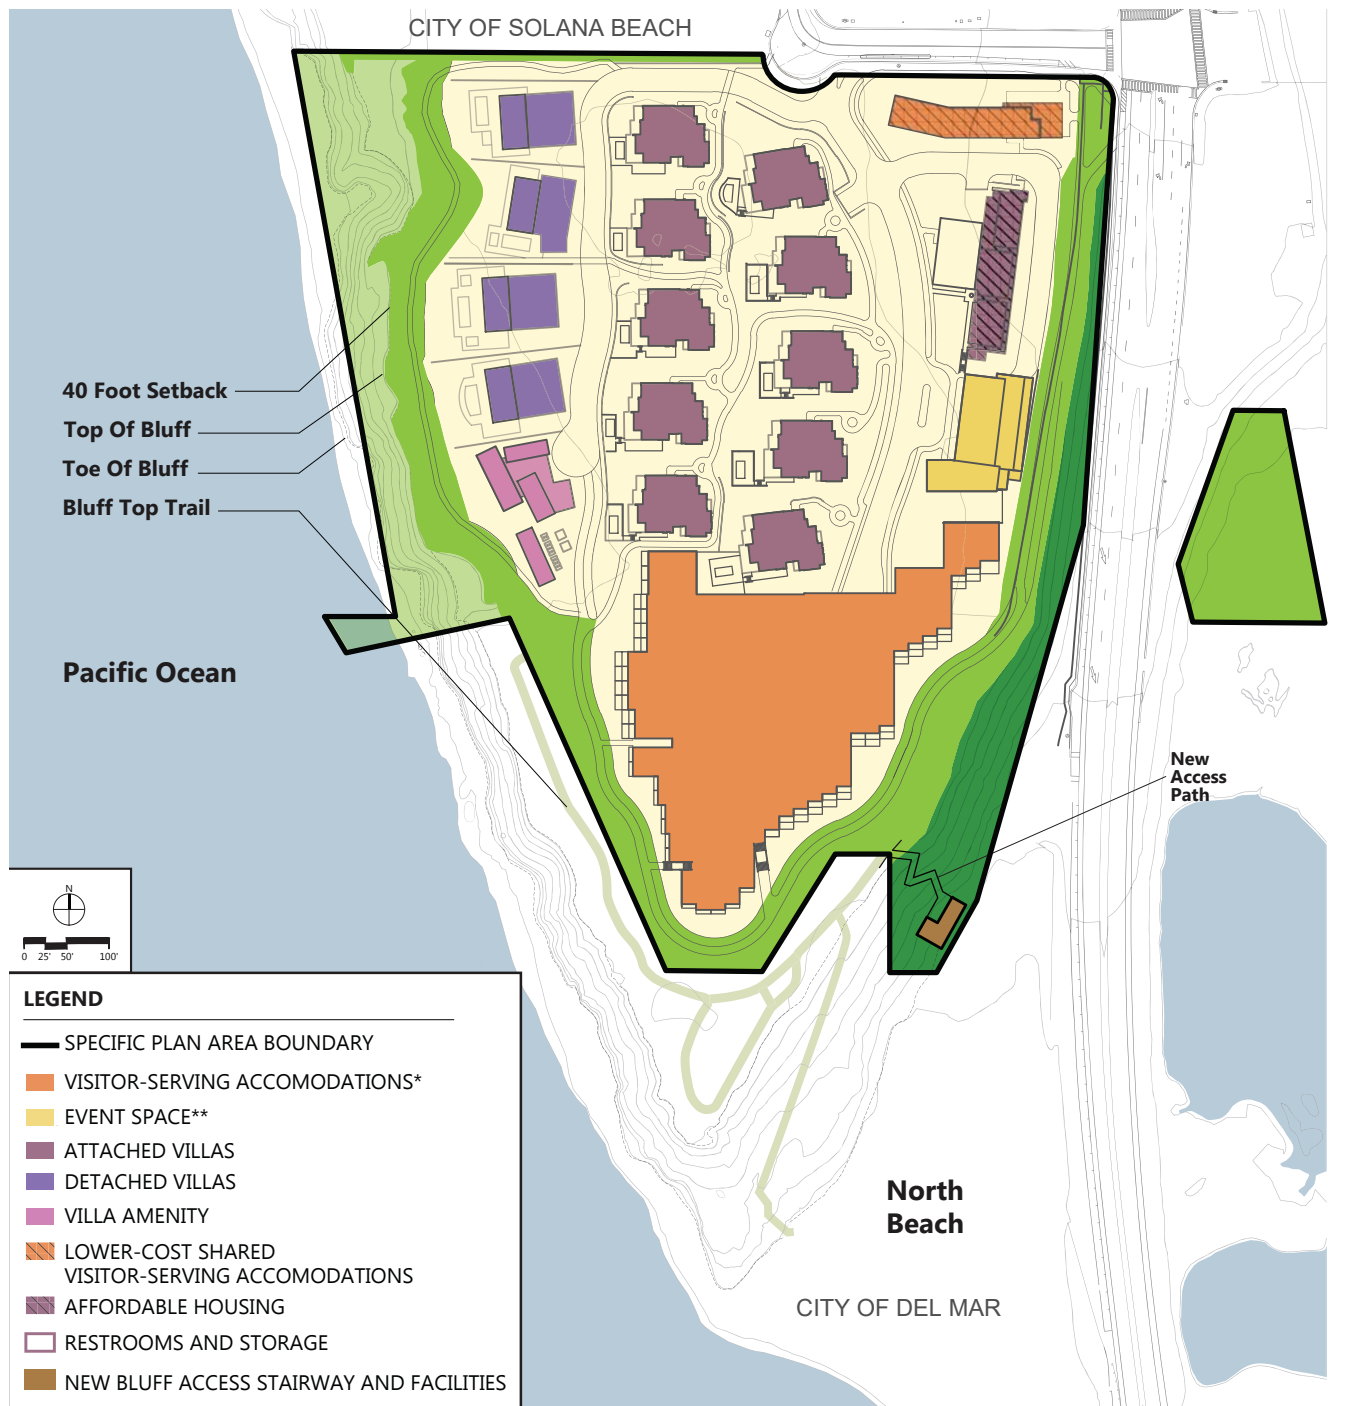 CITY OF SOLANA BEACH
40 Foot Setback
Top Of Bluff
Toe Of Bluff
Bluff Top Trail
Pacific Ocean
New
Access
Path
N
0 25' 50' 100'
LEGEND
SPECIFIC PLAN AREA BOUNDARY
VISITOR-SERVING ACCOMODATIONS*
EVENT SPACE**
ATTACHED VILLAS
DETACHED VILLAS
VILLA AMENITY
LOWER-COST SHARED
VISITOR-SERVING ACCOMODATIONS
AFFORDABLE HOUSING
RESTROOMS AND STORAGE
NEW BLUFF ACCESS STAIRWAY AND FACILITIES
North
Beach
CITY OF DEL MAR